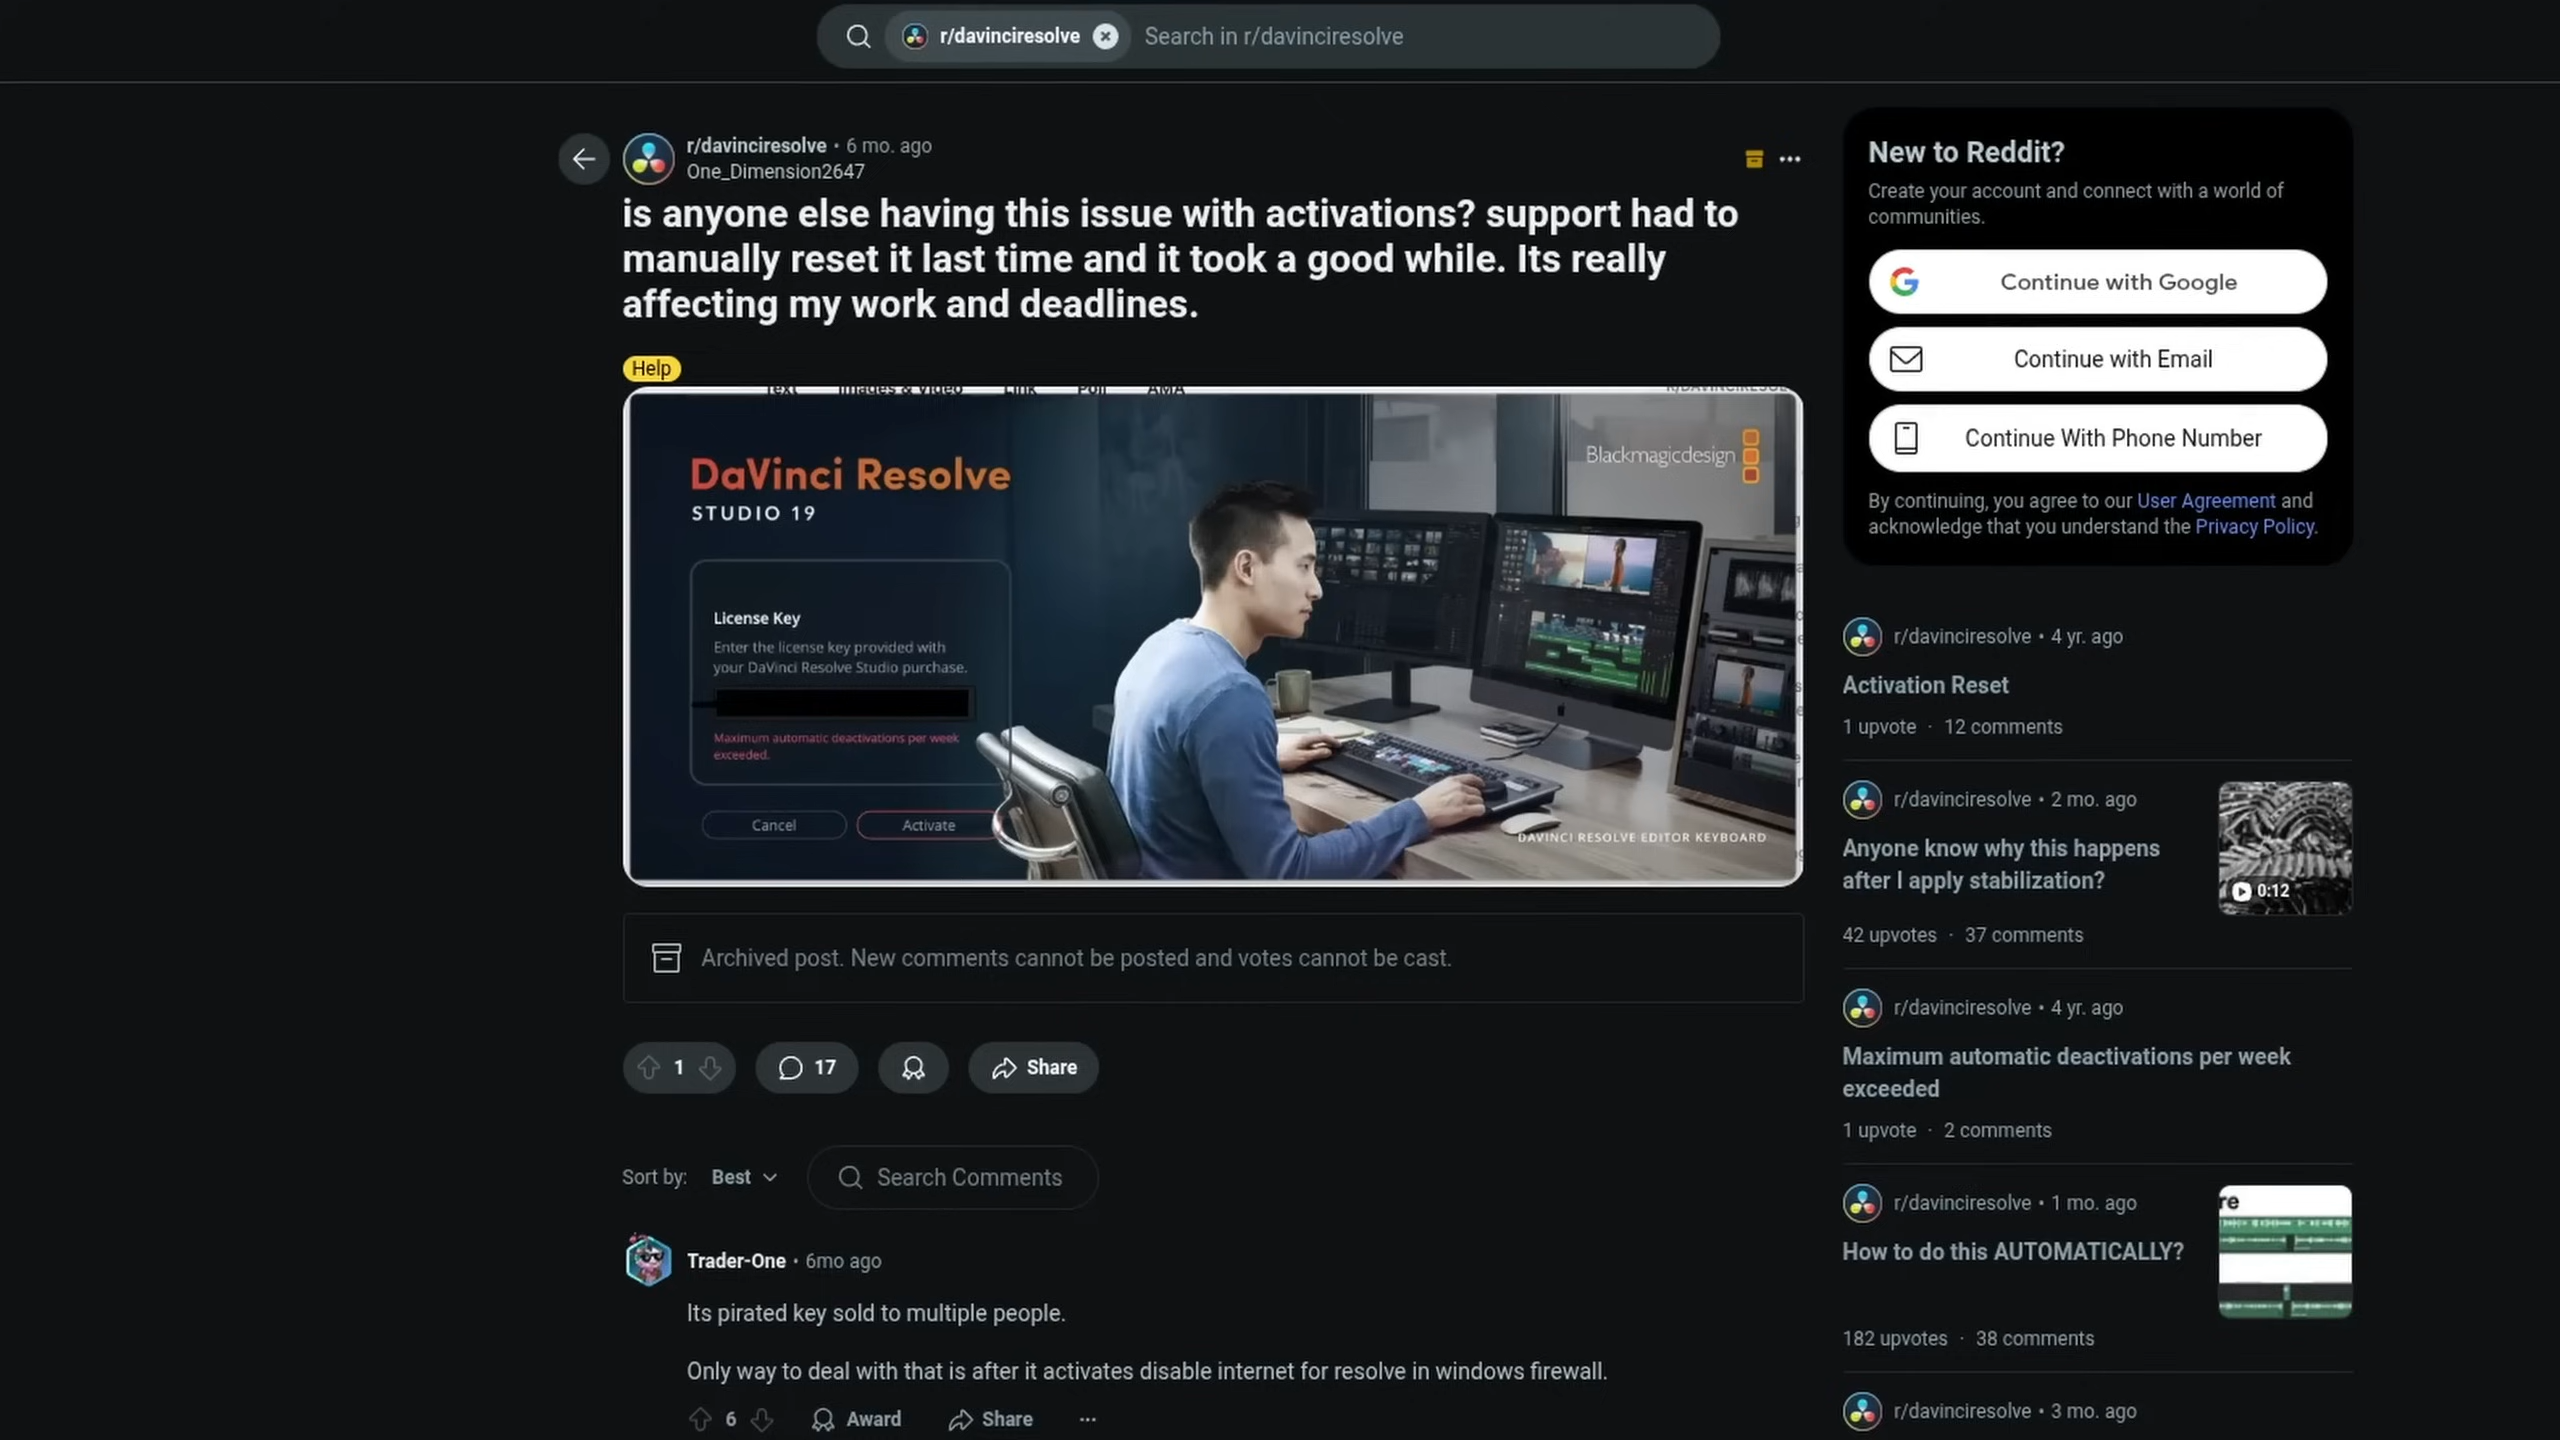 r/davinciresolve
Search in r/davinciresolve
r/davinciresolve • 6 mo. ago
One_Dimension2647
is anyone else having this issue with activations? support had to
manually reset it last time and it took a good while. Its really
affecting my work and deadlines.
Help
Text Images & Video Link Poll AMA
R/DAVINCIRESOL
DaVinci Resolve
STUDIO 19
Blackmagicdesign
License Key
Enter the license key provided with
your DaVinci Resolve Studio purchase.
Maximum automatic deactivations per week
exceeded.
Cancel Activate
DAVINCI RESOLVE EDITOR KEYBOARD
Archived post. New comments cannot be posted and votes cannot be cast.
1 17 Share
Sort by: Best Search Comments
Trader-One • 6mo ago
Its pirated key sold to multiple people.
Only way to deal with that is after it activates disable internet for resolve in windows firewall.
6 Award Share
New to Reddit?
Create your account and connect with a world of
communities.
Continue with Google
Continue with Email
Continue With Phone Number
By continuing, you agree to our User Agreement and
acknowledge that you understand the Privacy Policy.
r/davinciresolve • 4 yr. ago
Activation Reset
1 upvote · 12 comments
r/davinciresolve • 2 mo. ago
Anyone know why this happens
after I apply stabilization?
0:12
42 upvotes · 37 comments
r/davinciresolve • 4 yr. ago
Maximum automatic deactivations per week
exceeded
1 upvote · 2 comments
r/davinciresolve • 1 mo. ago
How to do this AUTOMATICALLY?
re
182 upvotes · 38 comments
r/davinciresolve • 3 mo. ago